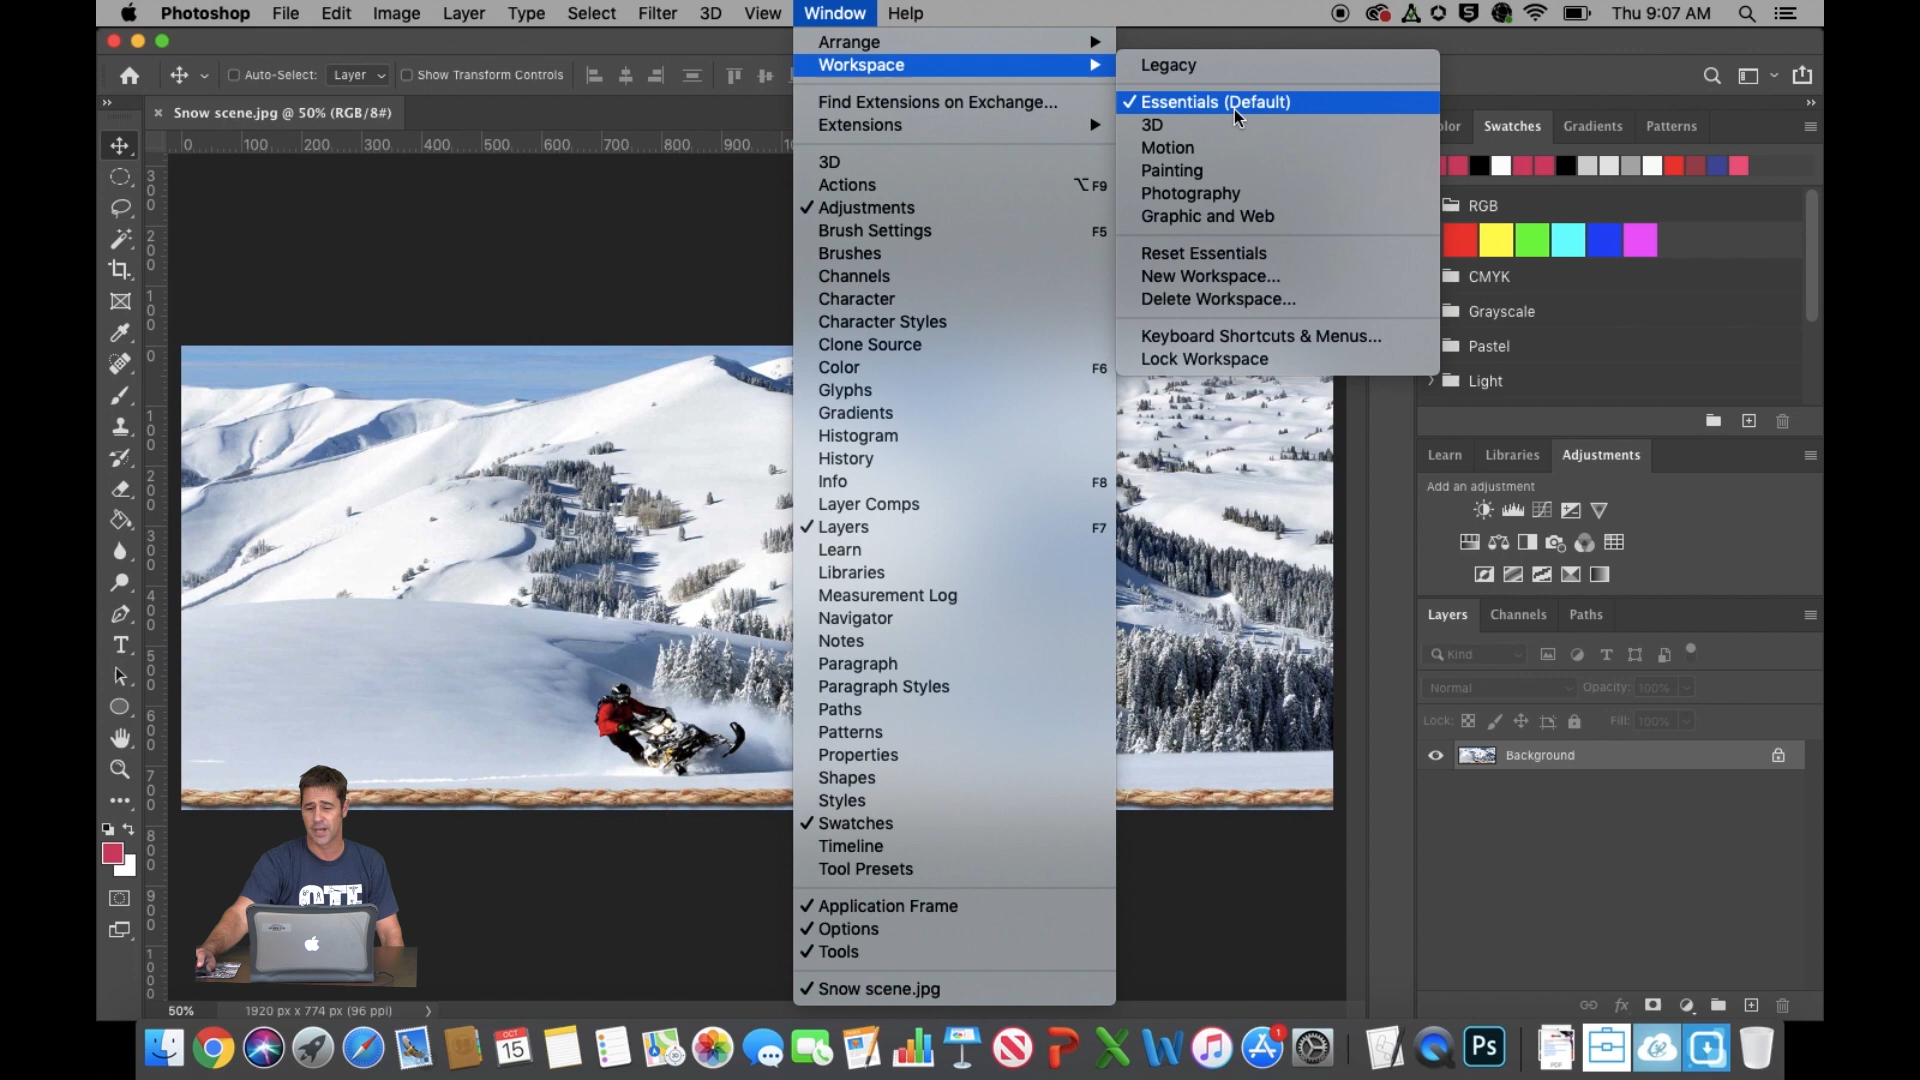 Photoshop File Edit Image Layer Type Select Filter 3D View Window Help Thu 9:07 AM
Auto-Select: Layer Show Transform Controls
Snow scene.jpg @ 50% (RGB/8#)
0 100 200 300 400 500 600 700 800 900
Arrange
Workspace
Find Extensions on Exchange...
Extensions
3D
Actions ⌥F9
✓ Adjustments
Brush Settings F5
Brushes
Channels
Character
Character Styles
Clone Source
Color F6
Glyphs
Gradients
Histogram
History
Info F8
Layer Comps
✓ Layers F7
Learn
Libraries
Measurement Log
Navigator
Notes
Paragraph
Paragraph Styles
Paths
Patterns
Properties
Shapes
Styles
✓ Swatches
Timeline
Tool Presets
✓ Application Frame
✓ Options
✓ Tools
✓ Snow scene.jpg
Legacy
✓ Essentials (Default)
3D
Motion
Painting
Photography
Graphic and Web
Reset Essentials
New Workspace...
Delete Workspace...
Keyboard Shortcuts & Menus...
Lock Workspace
Swatches Gradients Patterns
RGB
CMYK
Grayscale
Pastel
Light
Learn Libraries Adjustments
Add an adjustment
Layers Channels Paths
Kind
Normal Opacity: 100%
Lock: Fill: 100%
Background
fx
50% 1920 px x 774 px (96 ppi)
OCT
15
1
Ps
PDF